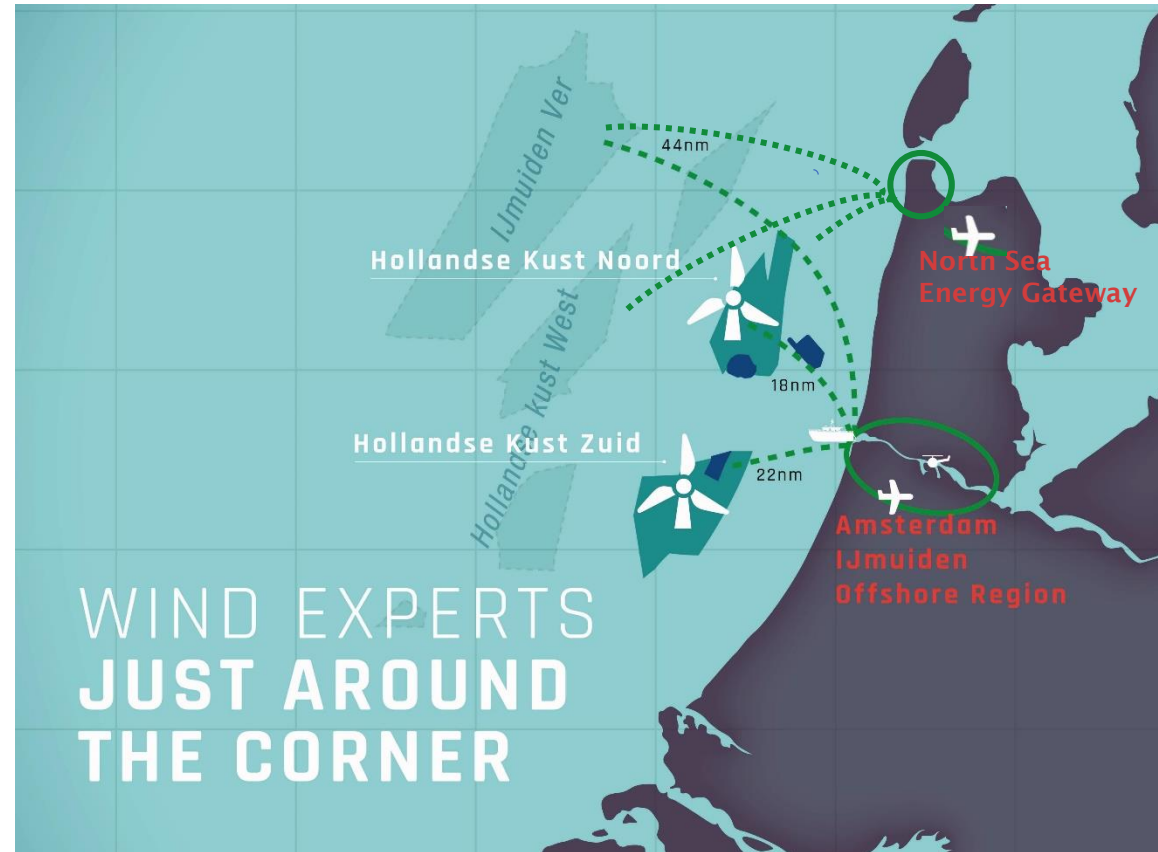 IJmuiden Ver
44nm
Hollandse Kust Noord
North Sea
Energy Gateway
Hollandse kust West
18nm
Hollandse Kust Zuid
22nm
Amsterdam
IJmuiden
Offshore Region
WIND EXPERTS
JUST AROUND
THE CORNER